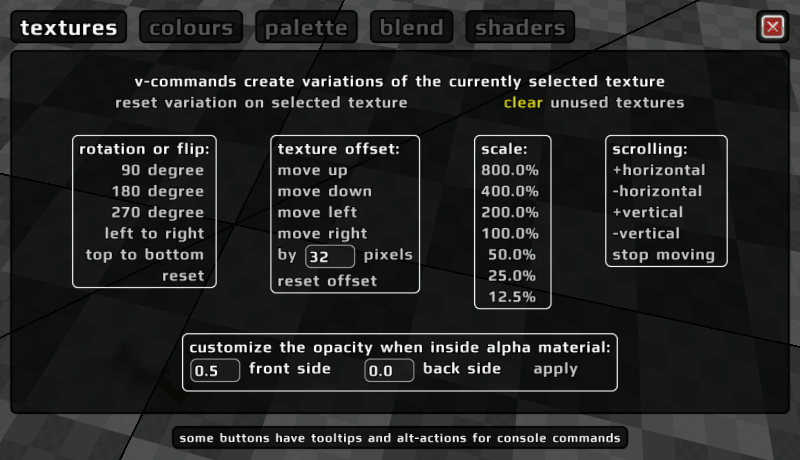 textures colours palette blend shaders
v-commands create variations of the currently selected texture
reset variation on selected texture clear unused textures
rotation or flip:
90 degree
180 degree
270 degree
left to right
top to bottom
reset
texture offset:
move up
move down
move left
move right
by 32 pixels
reset offset
scale:
800.0%
400.0%
200.0%
100.0%
50.0%
25.0%
12.5%
scrolling:
+horizontal
-horizontal
+vertical
-vertical
stop moving
customize the opacity when inside alpha material:
0.5 front side 0.0 back side apply
some buttons have tooltips and alt-actions for console commands